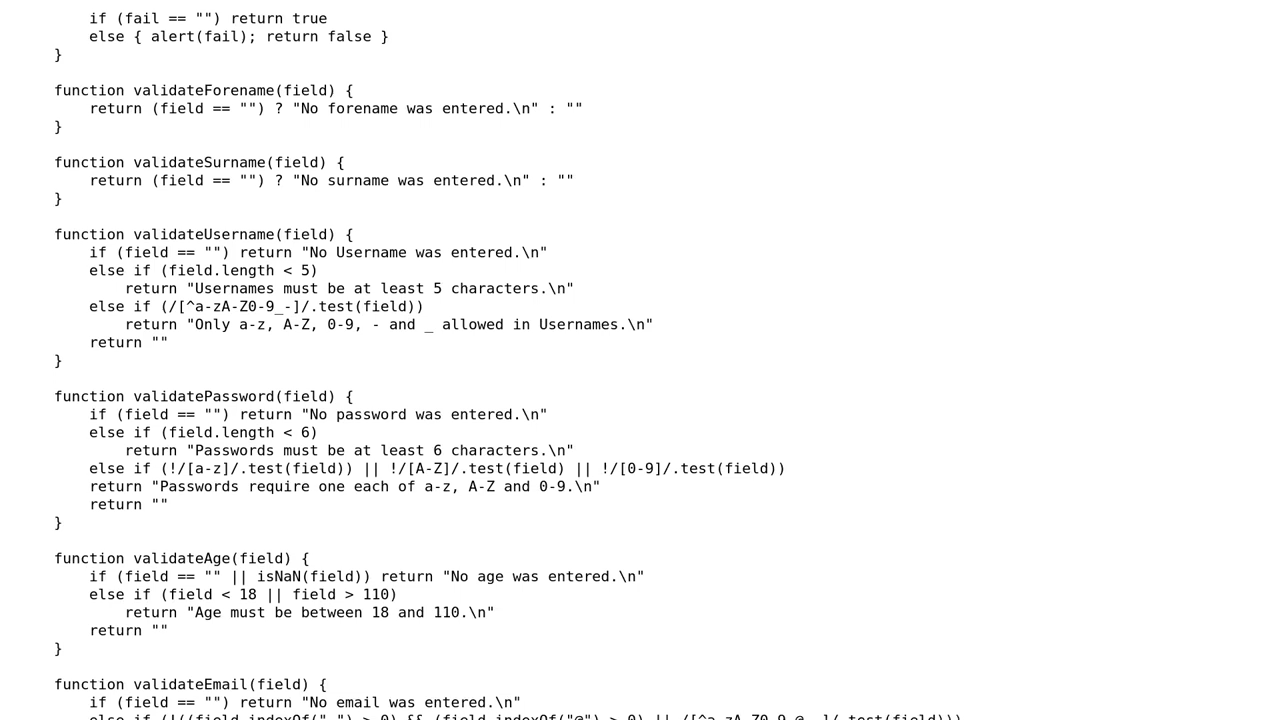 if (fail == "") return true
else { alert(fail); return false }
}
function validateForename(field) {
return (field == "") ? "No forename was entered.\n" : ""
}
function validateSurname(field) {
return (field == "") ? "No surname was entered.\n" : ""
}
function validateUsername(field) {
if (field == "") return "No Username was entered.\n"
else if (field.length < 5)
return "Usernames must be at least 5 characters.\n"
else if (/[^a-zA-Z0-9_-]/.test(field))
return "Only a-z, A-Z, 0-9, - and _ allowed in Usernames.\n"
return ""
}
function validatePassword(field) {
if (field == "") return "No password was entered.\n"
else if (field.length < 6)
return "Passwords must be at least 6 characters.\n"
else if (!/[a-z]/.test(field)) || !/[A-Z]/.test(field) || !/[0-9]/.test(field))
return "Passwords require one each of a-z, A-Z and 0-9.\n"
return ""
}
function validateAge(field) {
if (field == "" || isNaN(field)) return "No age was entered.\n"
else if (field < 18 || field > 110)
return "Age must be between 18 and 110.\n"
return ""
}
function validateEmail(field) {
if (field == "") return "No email was entered.\n"